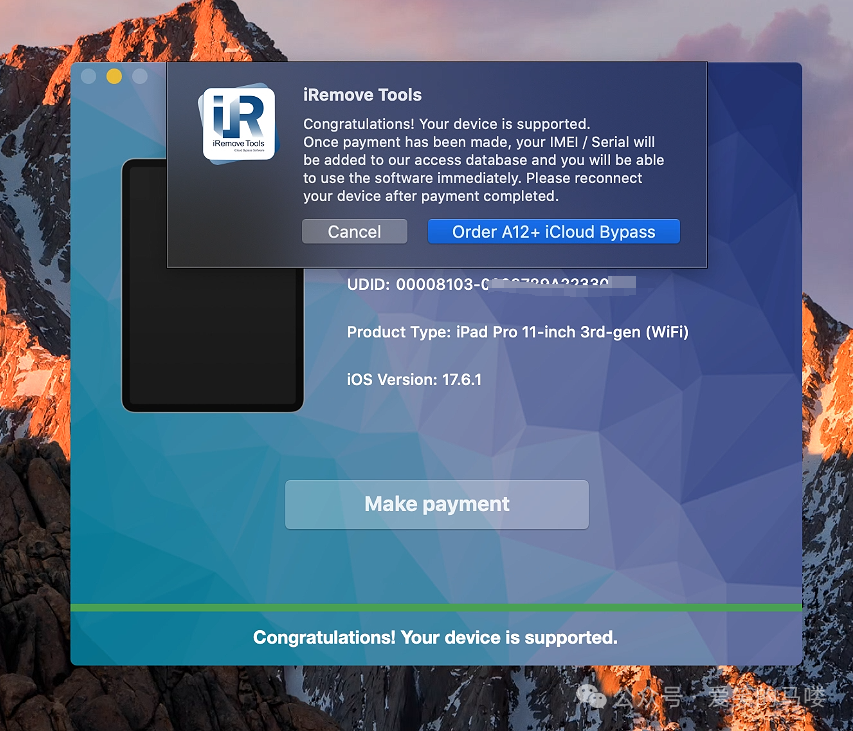 iRemove Tools
iR
iRemove Tools
iCloud Bypass Software
Congratulations! Your device is supported.
Once payment has been made, your IMEI / Serial will
be added to our access database and you will be able
to use the software immediately. Please reconnect
your device after payment completed.
Cancel
Order A12+ iCloud Bypass
UDID: 00008103-
Product Type: iPad Pro 11-inch 3rd-gen (WiFi)
iOS Version: 17.6.1
Make payment
Congratulations! Your device is supported.
公众号 · 爱
马喽